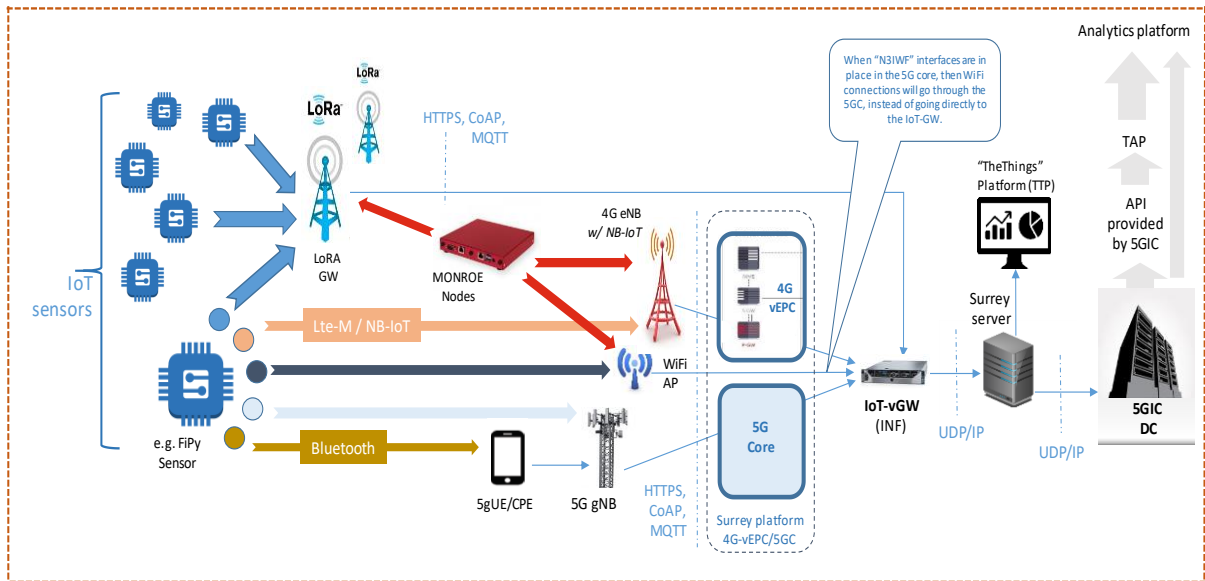 Analytics platform
When “N3IWF” interfaces are in
place in the 5G core, then WiFi
connections will go through the
5GC, instead of going directly to
the IoT-GW.
LoRa
LoRa
HTTPS, CoAP,
MQTT
TAP
“TheThings”
Platform (TTP)
API
provided
by 5GIC
4G eNB
w/ NB-IoT
LoRA
GW
MONROE
Nodes
IoT
sensors
4G
vEPC
Surrey
server
Lte-M / NB-IoT
WiFi
AP
IoT-vGW
(INF)
5GIC
DC
UDP/IP
UDP/IP
e.g. FiPy
Sensor
Bluetooth
5G
Core
5gUE/CPE
5G gNB
HTTPS,
CoAP,
MQTT
Surrey platform
4G-vEPC/5GC